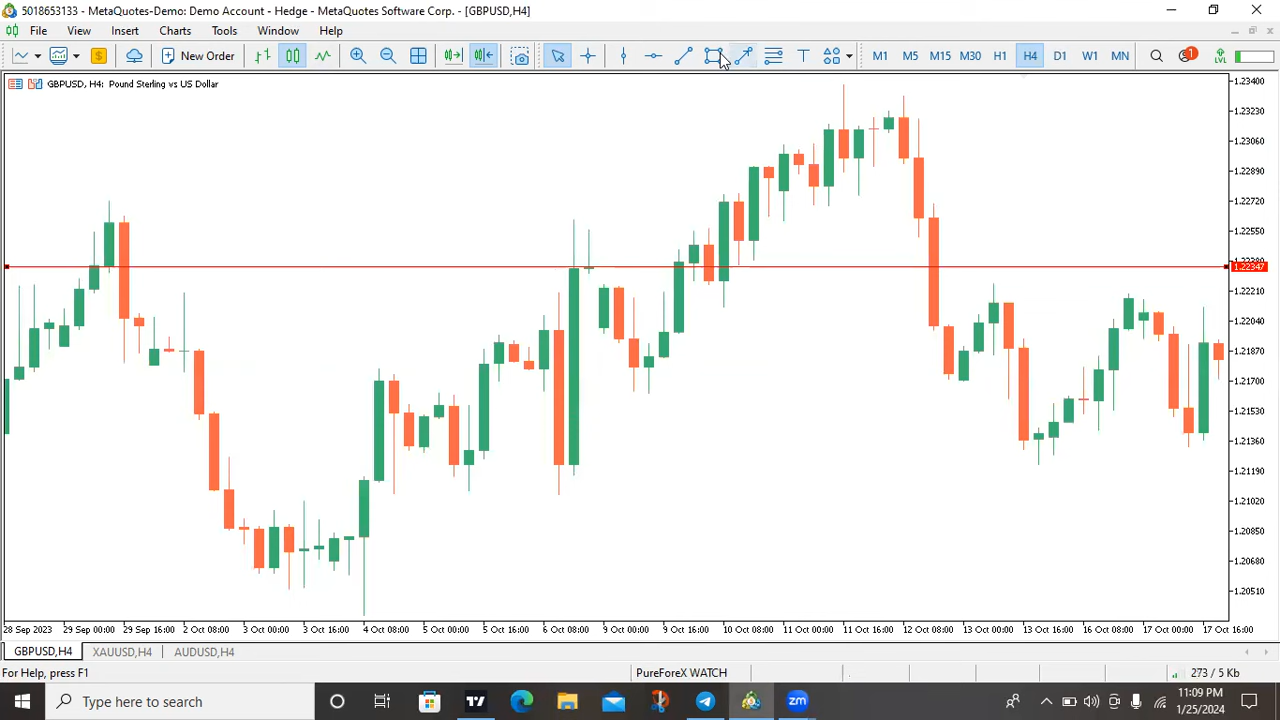 5018653133 - MetaQuotes-Demo: Demo Account - Hedge - MetaQuotes Software Corp. - [GBPUSD,H4]
File View Insert Charts Tools Window Help
New Order M1 M5 M15 M30 H1 H4 D1 W1 MN 1 LVL
GBPUSD, H4: Pound Sterling vs US Dollar
1.22340
1.22347
1.23230
1.23060
1.22890
1.22720
1.22550
1.22210
1.22040
1.21870
1.21700
1.21530
1.21360
1.21190
1.21020
1.20850
1.20680
1.20510
28 Sep 2023 29 Sep 00:00 29 Sep 16:00 2 Oct 08:00 3 Oct 00:00 3 Oct 16:00 4 Oct 08:00 5 Oct 00:00 5 Oct 16:00 6 Oct 08:00 9 Oct 00:00 9 Oct 16:00 10 Oct 08:00 11 Oct 00:00 11 Oct 16:00 12 Oct 08:00 13 Oct 00:00 13 Oct 16:00 16 Oct 08:00 17 Oct 00:00 17 Oct 16:00
GBPUSD,H4 XAUUSD,H4 AUDUSD,H4
For Help, press F1 PureForeX WATCH 273 / 5 Kb
Type here to search zm 11:09 PM
1/25/2024